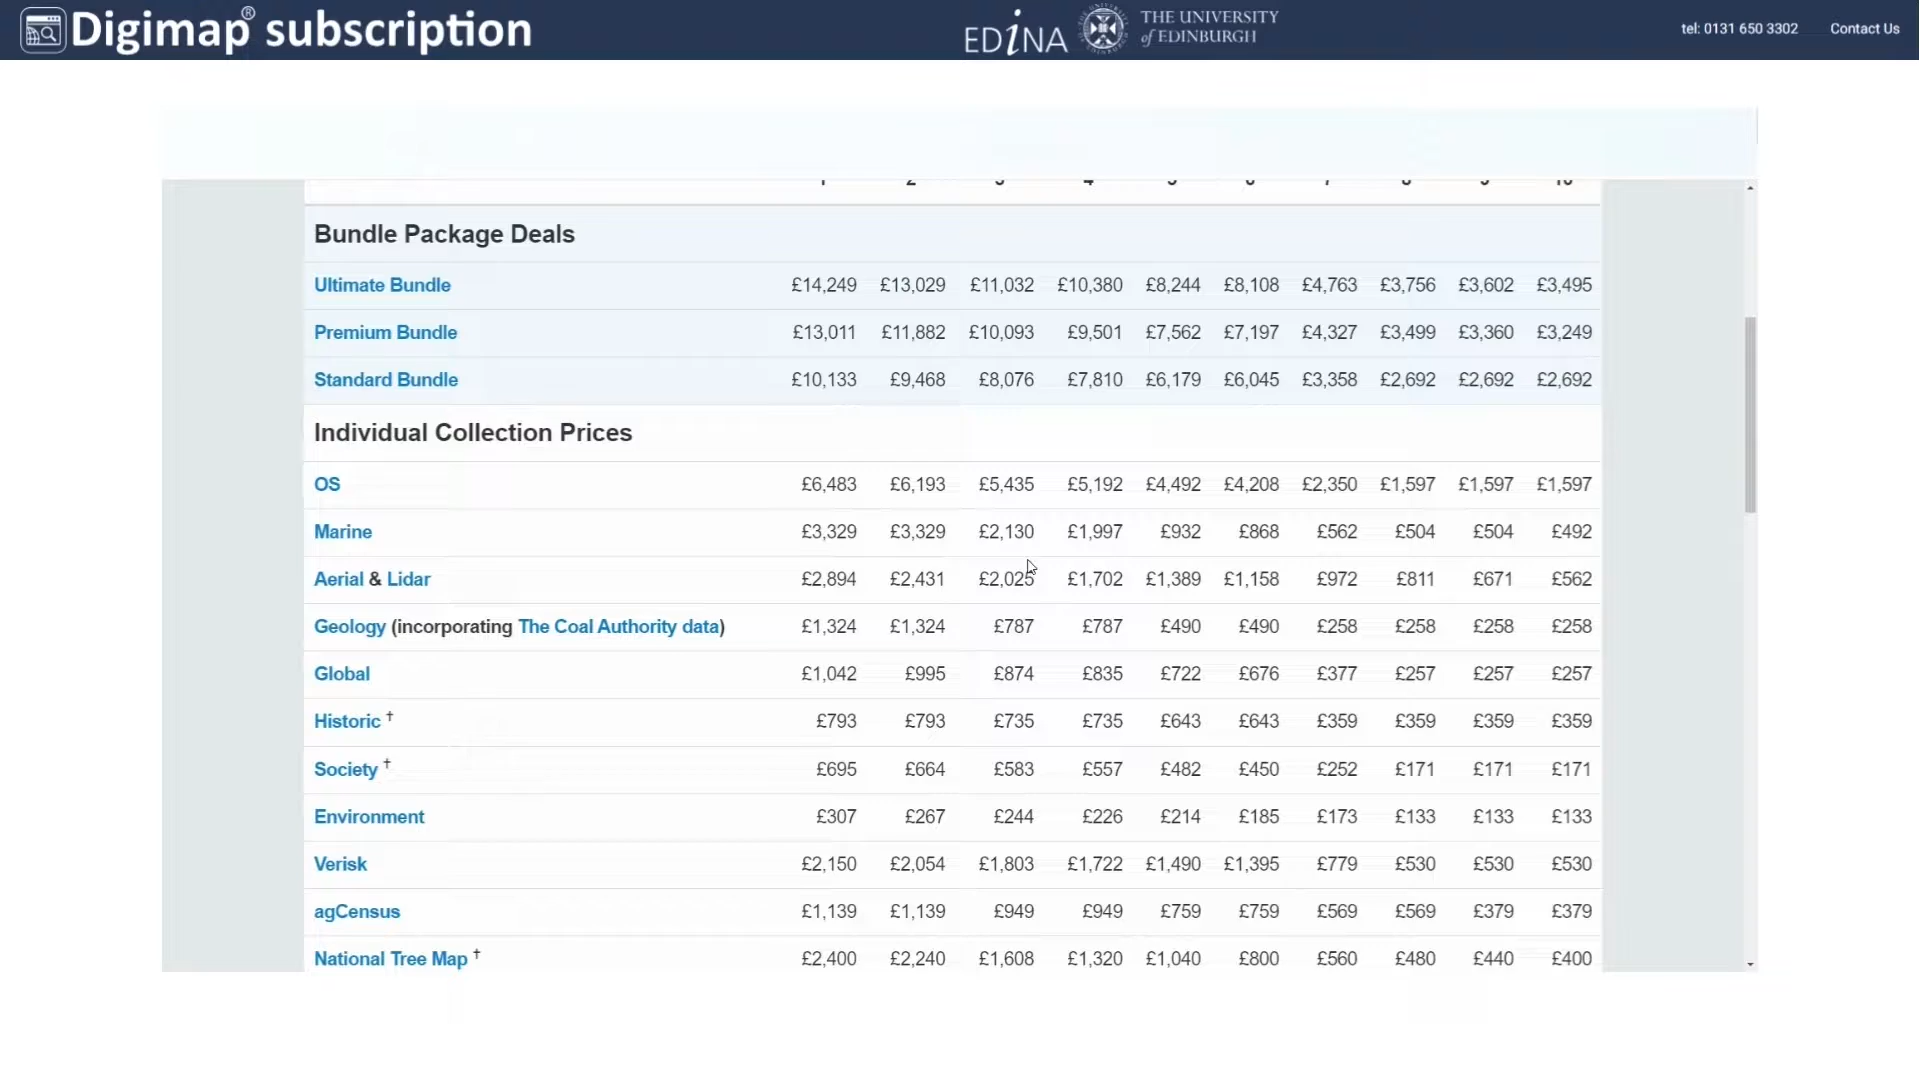 Digimap® subscription
EDINA
THE UNIVERSITY
of EDINBURGH
tel: 0131 650 3302
Contact Us
1 2 3 4 5 6 7 8 9 10
Bundle Package Deals
Ultimate Bundle £14,249 £13,029 £11,032 £10,380 £8,244 £8,108 £4,763 £3,756 £3,602 £3,495
Premium Bundle £13,011 £11,882 £10,093 £9,501 £7,562 £7,197 £4,327 £3,499 £3,360 £3,249
Standard Bundle £10,133 £9,468 £8,076 £7,810 £6,179 £6,045 £3,358 £2,692 £2,692 £2,692
Individual Collection Prices
OS £6,483 £6,193 £5,435 £5,192 £4,492 £4,208 £2,350 £1,597 £1,597 £1,597
Marine £3,329 £3,329 £2,130 £1,997 £932 £868 £562 £504 £504 £492
Aerial & Lidar £2,894 £2,431 £2,025 £1,702 £1,389 £1,158 £972 £811 £671 £562
Geology (incorporating The Coal Authority data) £1,324 £1,324 £787 £787 £490 £490 £258 £258 £258 £258
Global £1,042 £995 £874 £835 £722 £676 £377 £257 £257 £257
Historic † £793 £793 £735 £735 £643 £643 £359 £359 £359 £359
Society † £695 £664 £583 £557 £482 £450 £252 £171 £171 £171
Environment £307 £267 £244 £226 £214 £185 £173 £133 £133 £133
Verisk £2,150 £2,054 £1,803 £1,722 £1,490 £1,395 £779 £530 £530 £530
agCensus £1,139 £1,139 £949 £949 £759 £759 £569 £569 £379 £379
National Tree Map † £2,400 £2,240 £1,608 £1,320 £1,040 £800 £560 £480 £440 £400